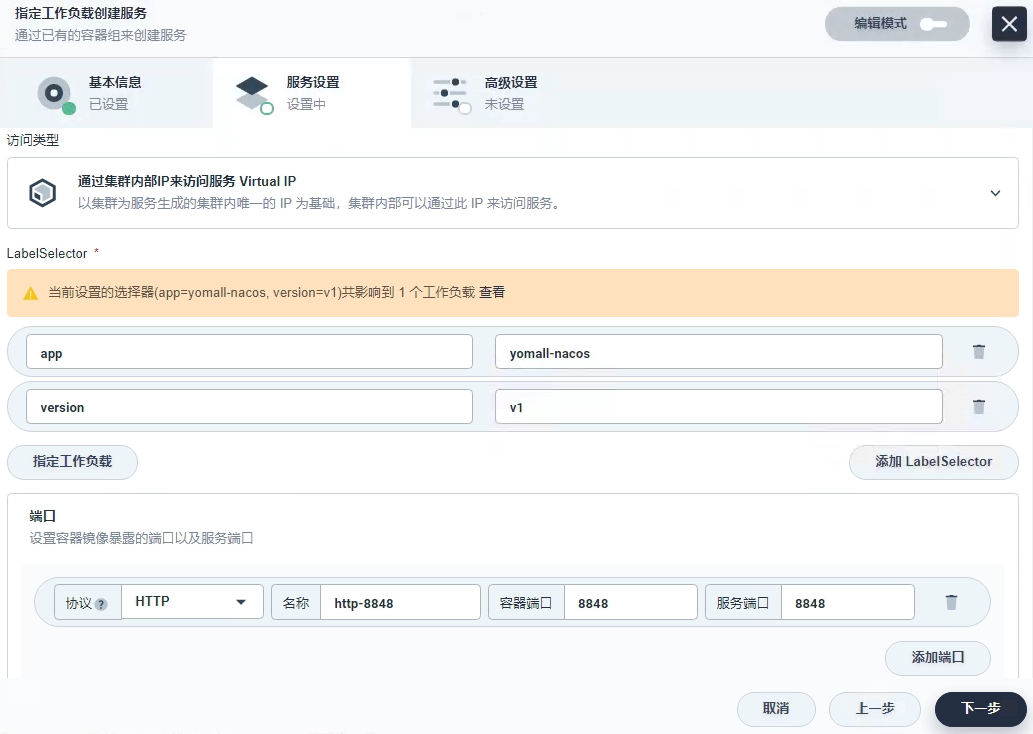 指定工作负载创建服务
通过已有的容器组来创建服务
编辑模式
基本信息
已设置
服务设置
设置中
高级设置
未设置
访问类型
通过集群内部IP来访问服务 Virtual IP
以集群为服务生成的集群内唯一的 IP 为基础，集群内部可以通过此 IP 来访问服务。
LabelSelector *
当前设置的选择器(app=yomall-nacos, version=v1)共影响到 1 个工作负载 查看
app yomall-nacos
version v1
指定工作负载 添加 LabelSelector
端口
设置容器镜像暴露的端口以及服务端口
协议 ? HTTP 名称 http-8848 容器端口 8848 服务端口 8848
添加端口
取消 上一步 下一步